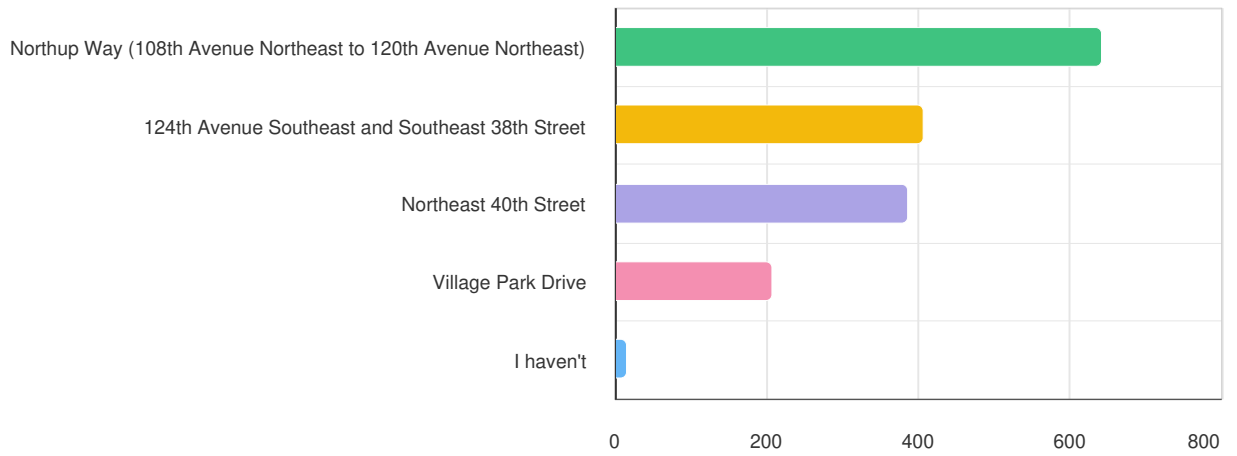 Northup Way (108th Avenue Northeast to 120th Avenue Northeast)
124th Avenue Southeast and Southeast 38th Street
Northeast 40th Street
Village Park Drive
I haven't
0 200 400 600 800